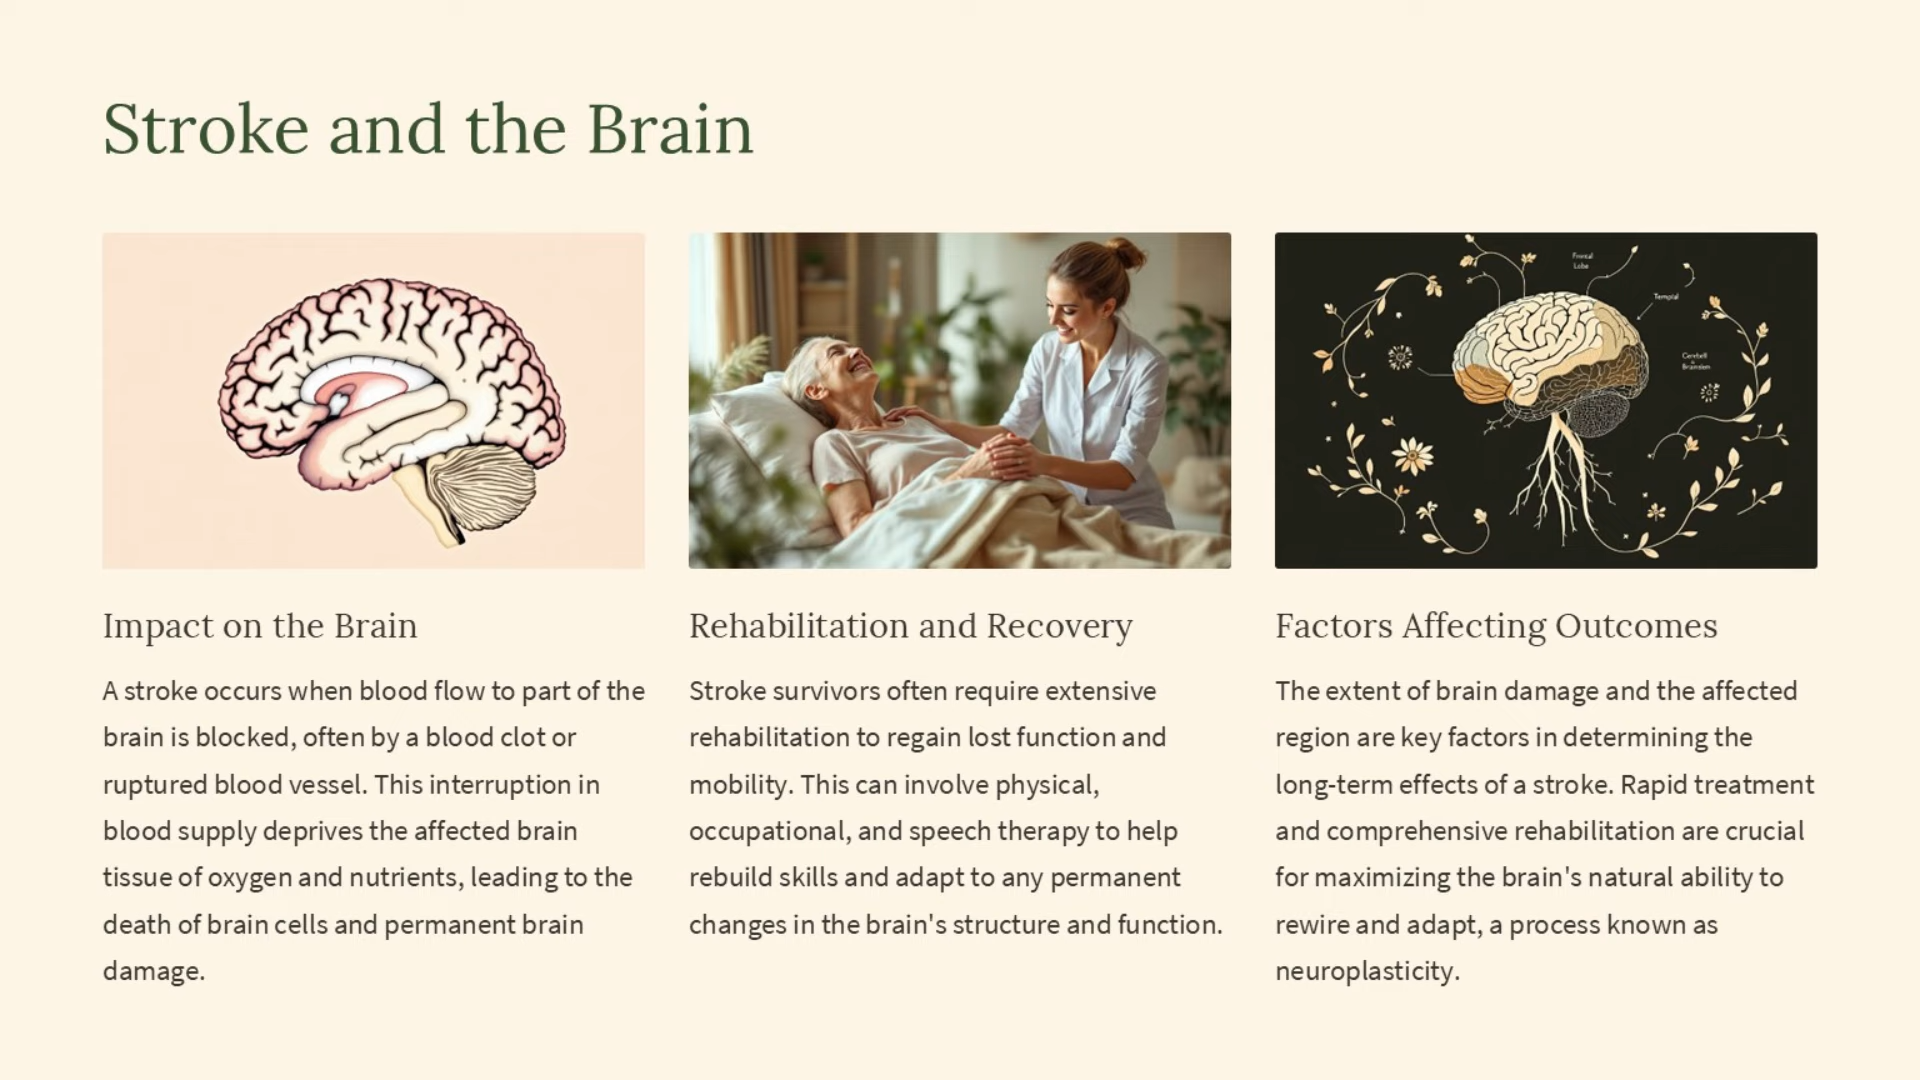 Stroke and the Brain
Frontal
Lobe
Temptal
Impact on the Brain
A stroke occurs when blood flow to part of the
brain is blocked, often by a blood clot or
ruptured blood vessel. This interruption in
blood supply deprives the affected brain
tissue of oxygen and nutrients, leading to the
death of brain cells and permanent brain
damage.
Rehabilitation and Recovery
Stroke survivors often require extensive
rehabilitation to regain lost function and
mobility. This can involve physical,
occupational, and speech therapy to help
rebuild skills and adapt to any permanent
changes in the brain's structure and function.
Factors Affecting Outcomes
The extent of brain damage and the affected
region are key factors in determining the
long-term effects of a stroke. Rapid treatment
and comprehensive rehabilitation are crucial
for maximizing the brain's natural ability to
rewire and adapt, a process known as
neuroplasticity.